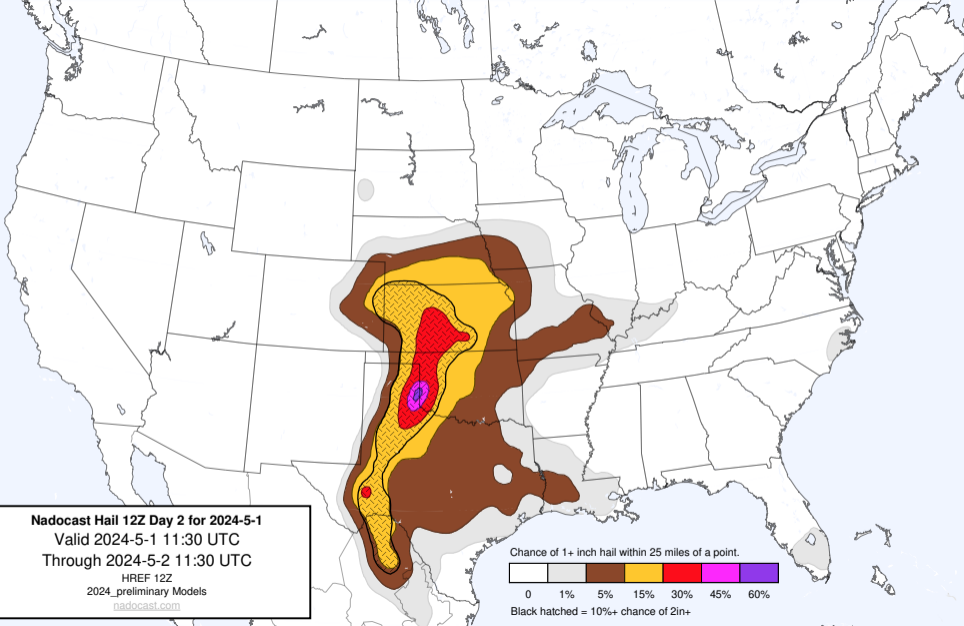 Nadocast Hail 12Z Day 2 for 2024-5-1
Valid 2024-5-1 11:30 UTC
Through 2024-5-2 11:30 UTC
HREF 12Z
2024_preliminary Models
nadocast.com
Chance of 1+ inch hail within 25 miles of a point.
0 1% 5% 15% 30% 45% 60%
Black hatched = 10%+ chance of 2in+